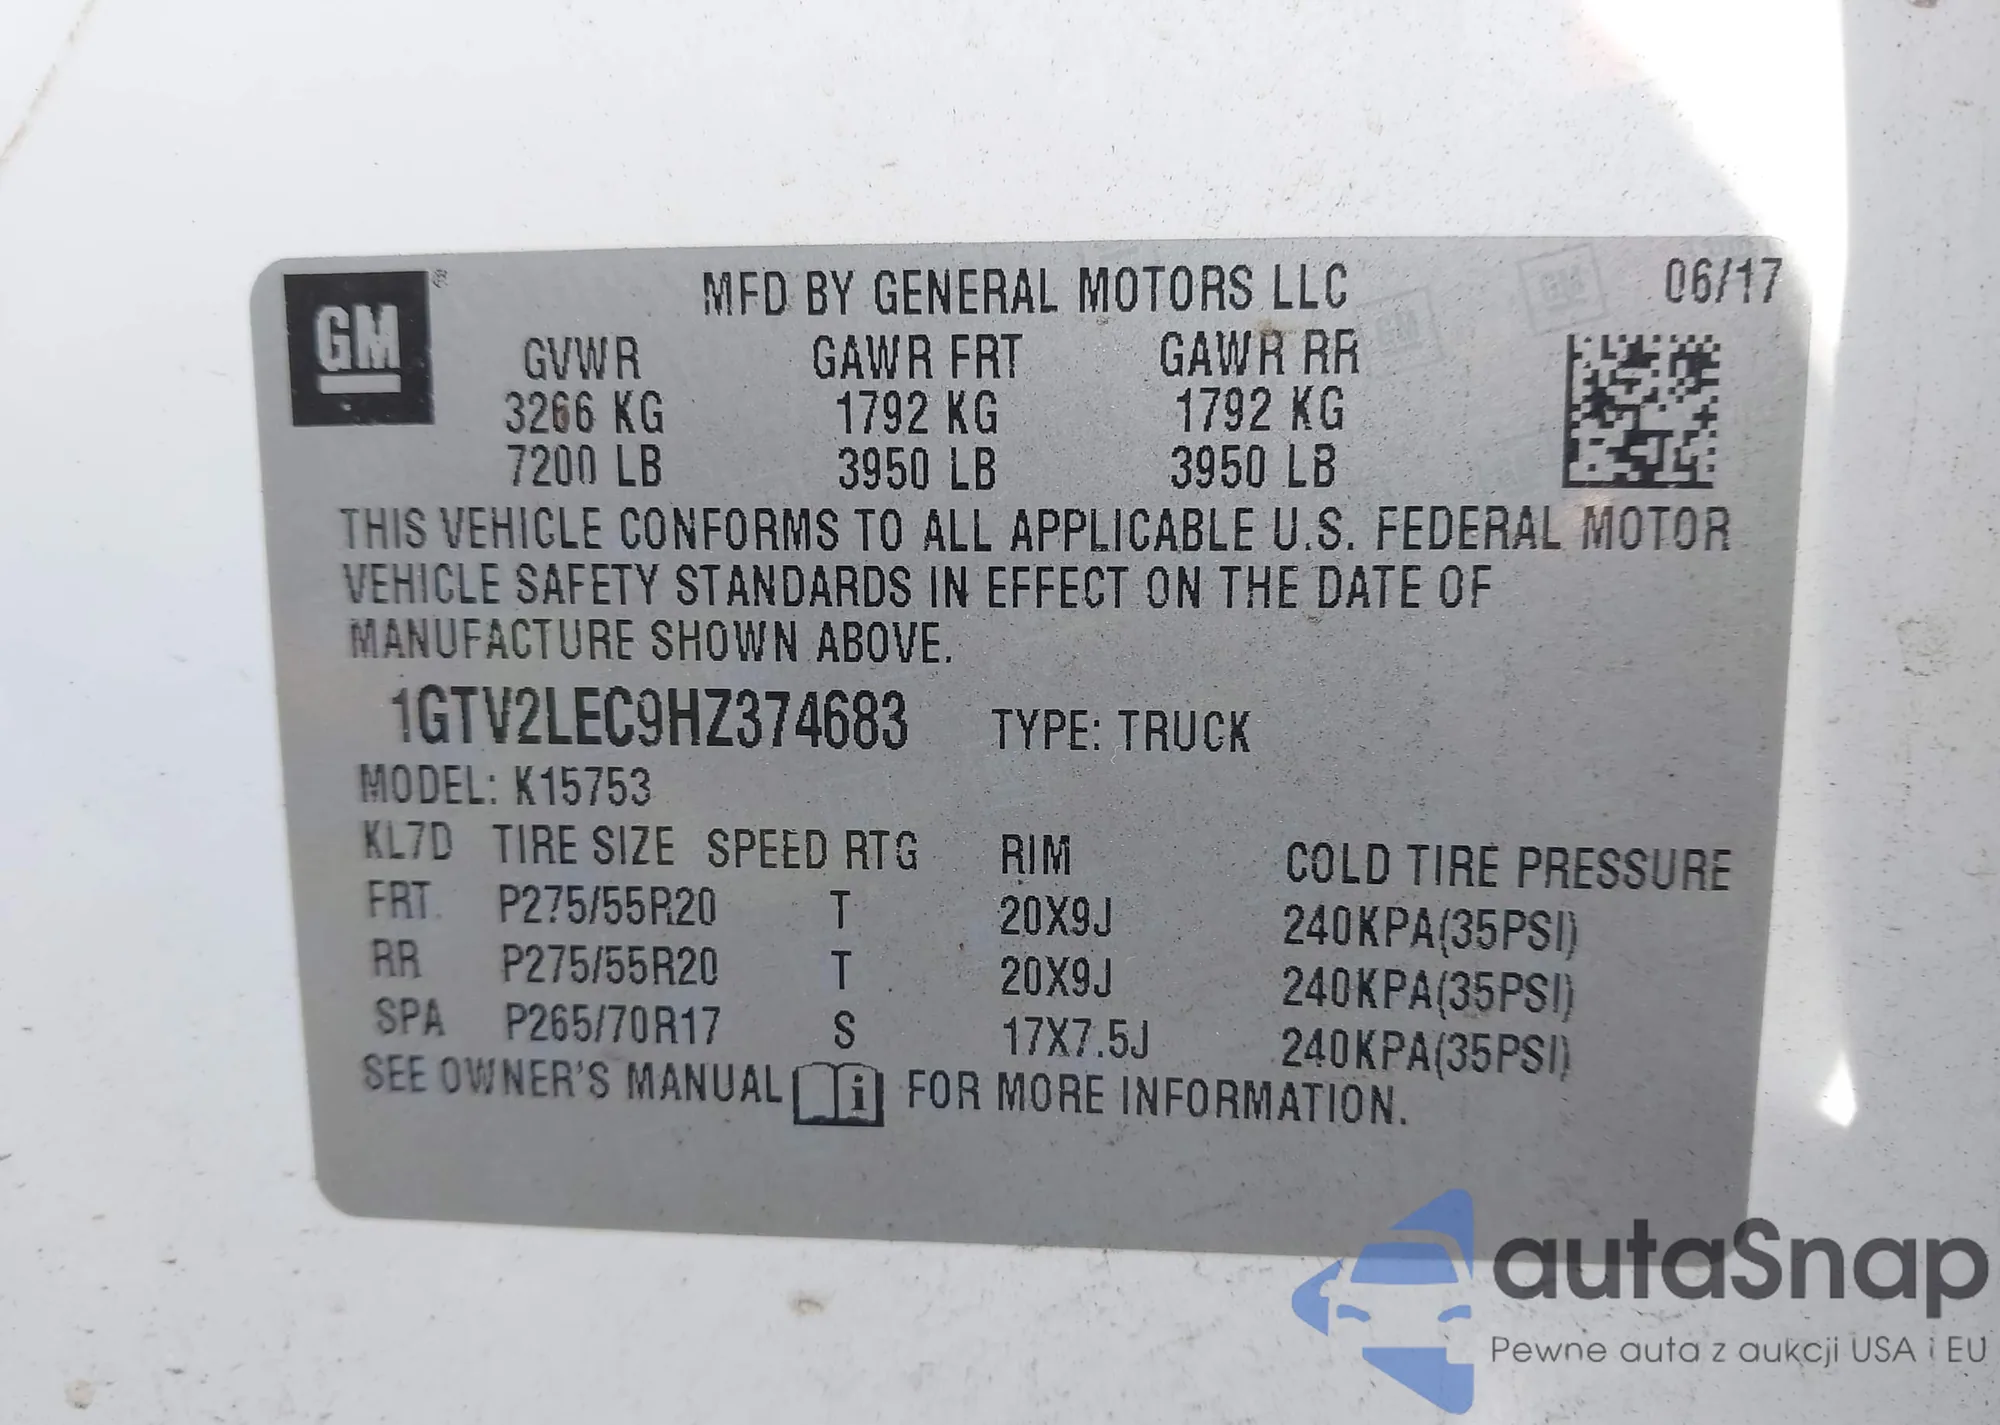 GM ®
MFD BY GENERAL MOTORS LLC 06/17
GVWR GAWR FRT GAWR RR
3266 KG 1792 KG 1792 KG
7200 LB 3950 LB 3950 LB
THIS VEHICLE CONFORMS TO ALL APPLICABLE U.S. FEDERAL MOTOR
VEHICLE SAFETY STANDARDS IN EFFECT ON THE DATE OF
MANUFACTURE SHOWN ABOVE.
1GTV2LEC9HZ374683 TYPE: TRUCK
MODEL: K15753
KL7D TIRE SIZE SPEED RTG RIM COLD TIRE PRESSURE
FRT P275/55R20 T 20X9J 240KPA(35PSI)
RR P275/55R20 T 20X9J 240KPA(35PSI)
SPA P265/70R17 S 17X7.5J 240KPA(35PSI)
SEE OWNER'S MANUAL i FOR MORE INFORMATION.
autaSnap
Pewne auta z aukcji USA i EU